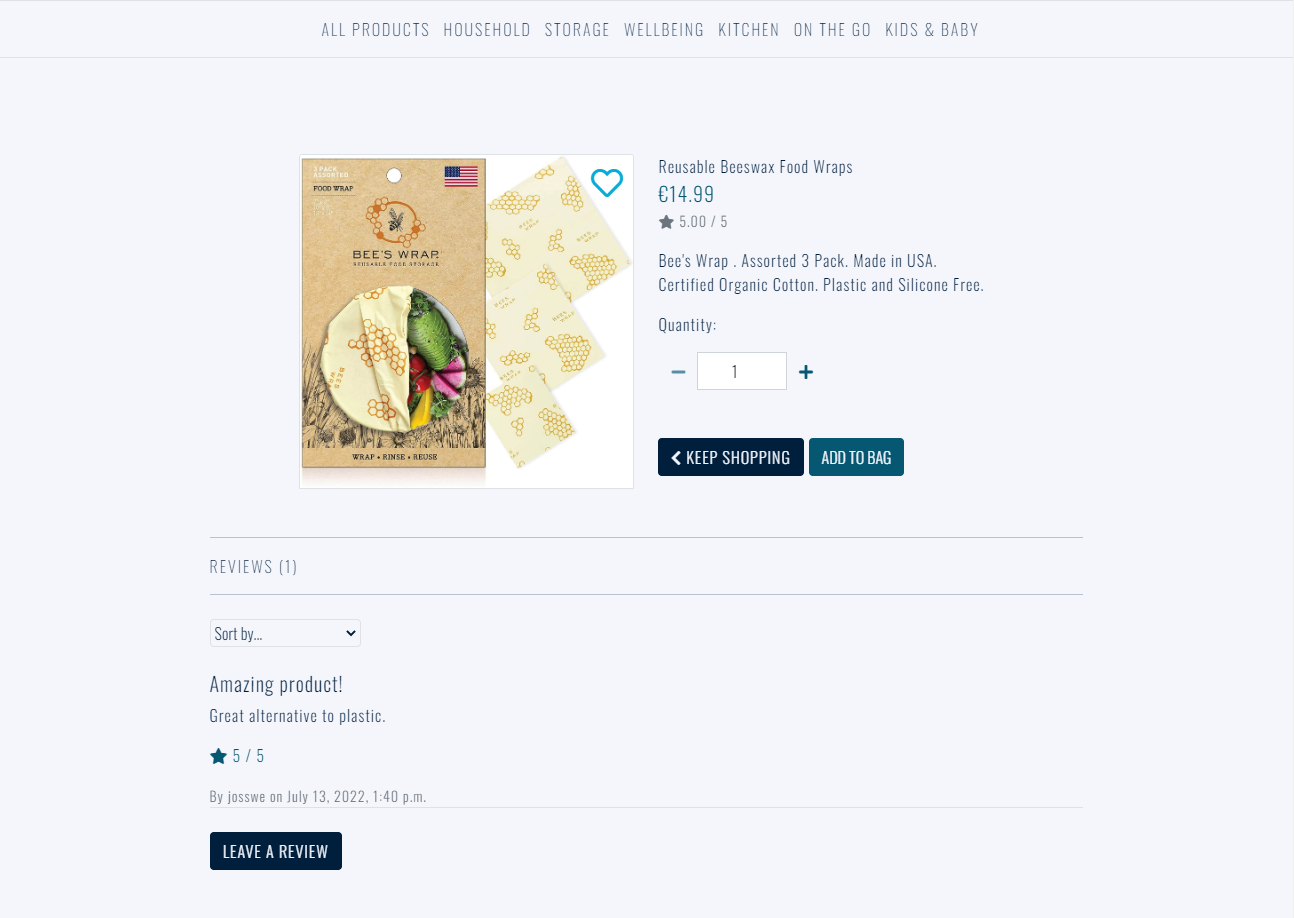 ALL PRODUCTS HOUSEHOLD STORAGE WELLBEING KITCHEN ON THE GO KIDS & BABY
3 PACK
ASSORTED
FOOD WRAP
BEE'S WRAP
REUSABLE FOOD STORAGE
BEES
WRAP • RINSE • REUSE
Reusable Beeswax Food Wraps
€14.99
5.00 / 5
Bee's Wrap . Assorted 3 Pack. Made in USA.
Certified Organic Cotton. Plastic and Silicone Free.
Quantity:
1
KEEP SHOPPING ADD TO BAG
REVIEWS (1)
Sort by...
Amazing product!
Great alternative to plastic.
5 / 5
By josswe on July 13, 2022, 1:40 p.m.
LEAVE A REVIEW